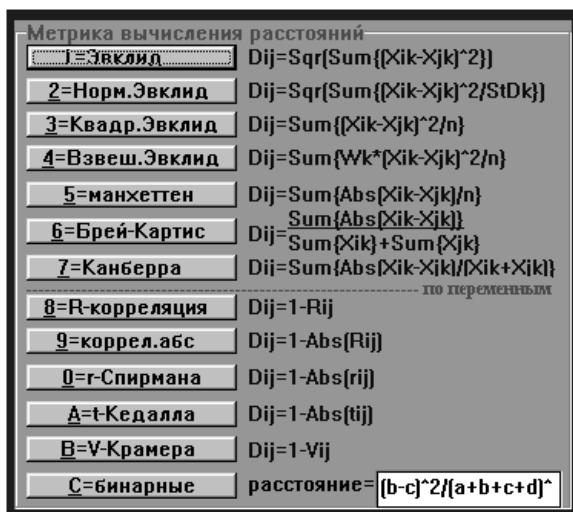 Метрика вычисления расстояний
1=Эвклид Dij=Sqr(Sum{(Xik-Xjk)^2})
2=Норм.Эвклид Dij=Sqr(Sum{(Xik-Xjk)^2/StDk})
3=Квадр.Эвклид Dij=Sum{(Xik-Xjk)^2/n}
4=Взвеш.Эвклид Dij=Sum{Wk*(Xik-Xjk)^2/n}
5=манхеттен Dij=Sum{Abs(Xik-Xjk)/n}
6=Брей-Картис Dij= Sum{Abs(Xik-Xjk)}
Sum{Xik}+Sum{Xjk}
7=Канберра Dij=Sum{Abs(Xik-Xjk)/(Xik+Xjk)}
по переменным
8=R-корреляция Dij=1-Rij
9=коррел.абс Dij=1-Abs(Rij)
0=r-Спирмана Dij=1-Abs(rij)
A=t-Кедалла Dij=1-Abs(tij)
B=V-Крамера Dij=1-Vij
C=бинарные расстояние= (b-c)^2/(a+b+c+d)^